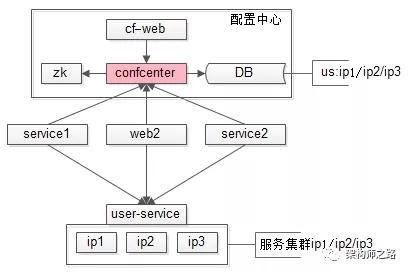 配置中心
cf-web
zk
confcenter
DB
us:ip1/ip2/ip3
service1
web2
service2
user-service
ip1
ip2
ip3
服务集群ip1/ip2/ip3
架构师之路